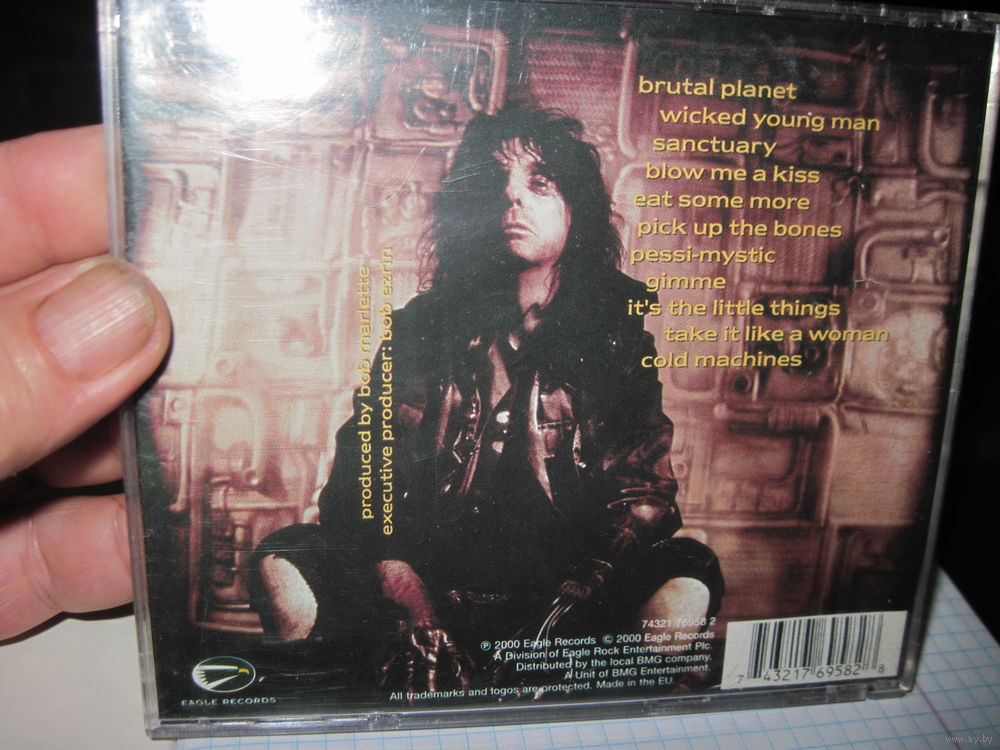 brutal planet
wicked young man
sanctuary
blow me a kiss
eat some more
pick up the bones
pessi-mystic
gimme
it's the little things
take it like a woman
cold machines
produced by bob marlette
executive producer: bob ezrin
74321 76958 2
℗ 2000 Eagle Records © 2000 Eagle Records
A Division of Eagle Rock Entertainment Plc.
Distributed by the local BMG company.
A Unit of BMG Entertainment.
All trademarks and logos are protected. Made in the EU
7 43217 69582 8
EAGLE RECORDS
www.ay.by